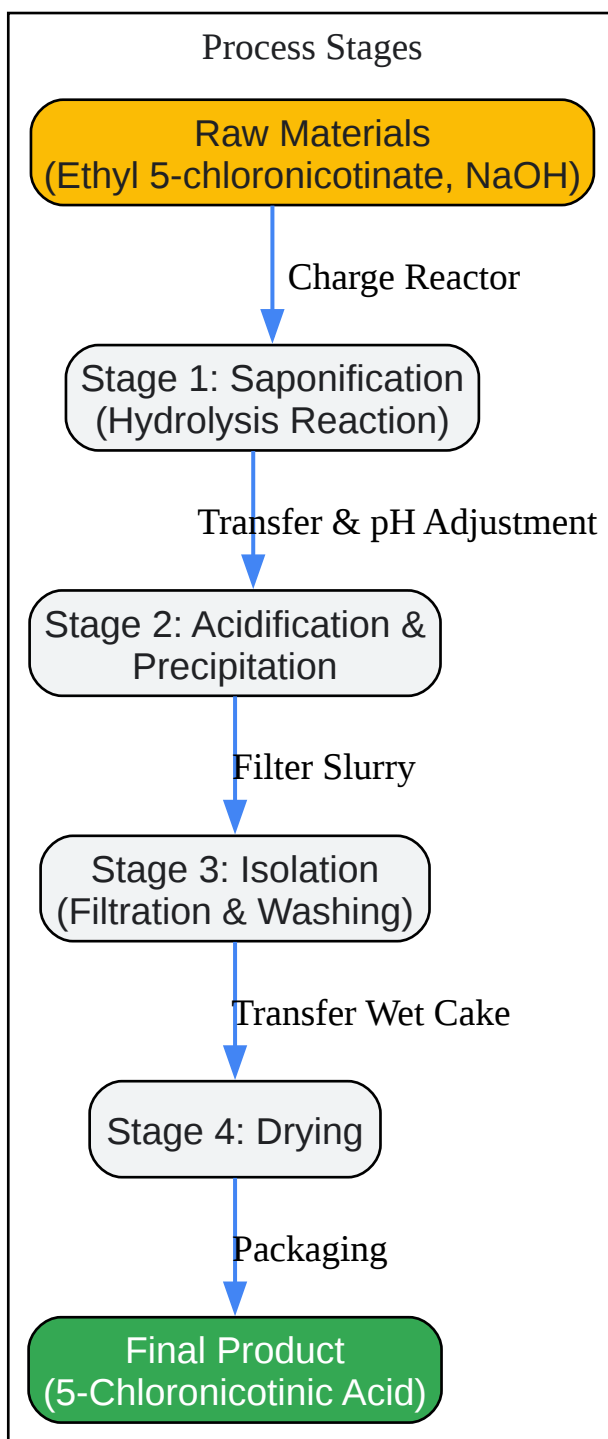 Process Stages
Raw Materials
(Ethyl 5-chloronicotinate, NaOH)
Charge Reactor
Stage 1: Saponification
(Hydrolysis Reaction)
Transfer & pH Adjustment
Stage 2: Acidification &
Precipitation
Filter Slurry
Stage 3: Isolation
(Filtration & Washing)
Transfer Wet Cake
Stage 4: Drying
Packaging
Final Product
(5-Chloronicotinic Acid)